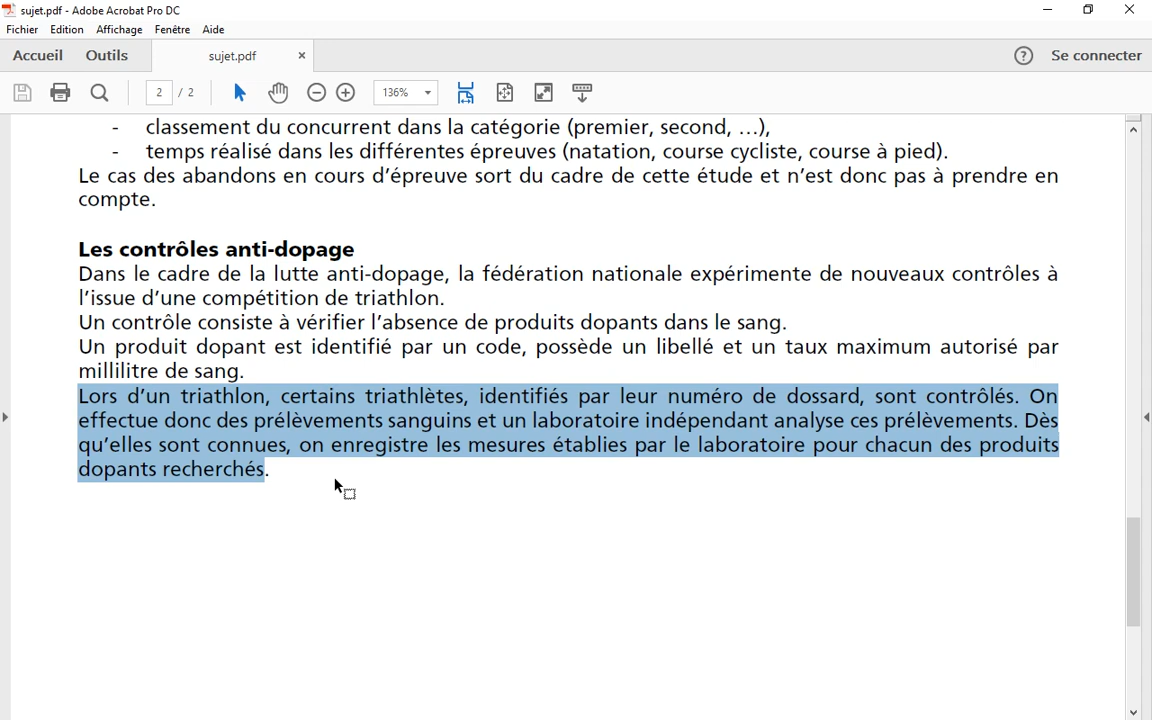 sujet.pdf - Adobe Acrobat Pro DC
Fichier Edition Affichage Fenêtre Aide
Accueil Outils sujet.pdf × ? Se connecter
2 / 2 136%
- classement du concurrent dans la catégorie (premier, second, …),
- temps réalisé dans les différentes épreuves (natation, course cycliste, course à pied).
Le cas des abandons en cours d’épreuve sort du cadre de cette étude et n’est donc pas à prendre en
compte.
Les contrôles anti-dopage
Dans le cadre de la lutte anti-dopage, la fédération nationale expérimente de nouveaux contrôles à
l’issue d’une compétition de triathlon.
Un contrôle consiste à vérifier l’absence de produits dopants dans le sang.
Un produit dopant est identifié par un code, possède un libellé et un taux maximum autorisé par
millilitre de sang.
Lors d’un triathlon, certains triathlètes, identifiés par leur numéro de dossard, sont contrôlés. On
effectue donc des prélèvements sanguins et un laboratoire indépendant analyse ces prélèvements. Dès
qu’elles sont connues, on enregistre les mesures établies par le laboratoire pour chacun des produits
dopants recherchés.